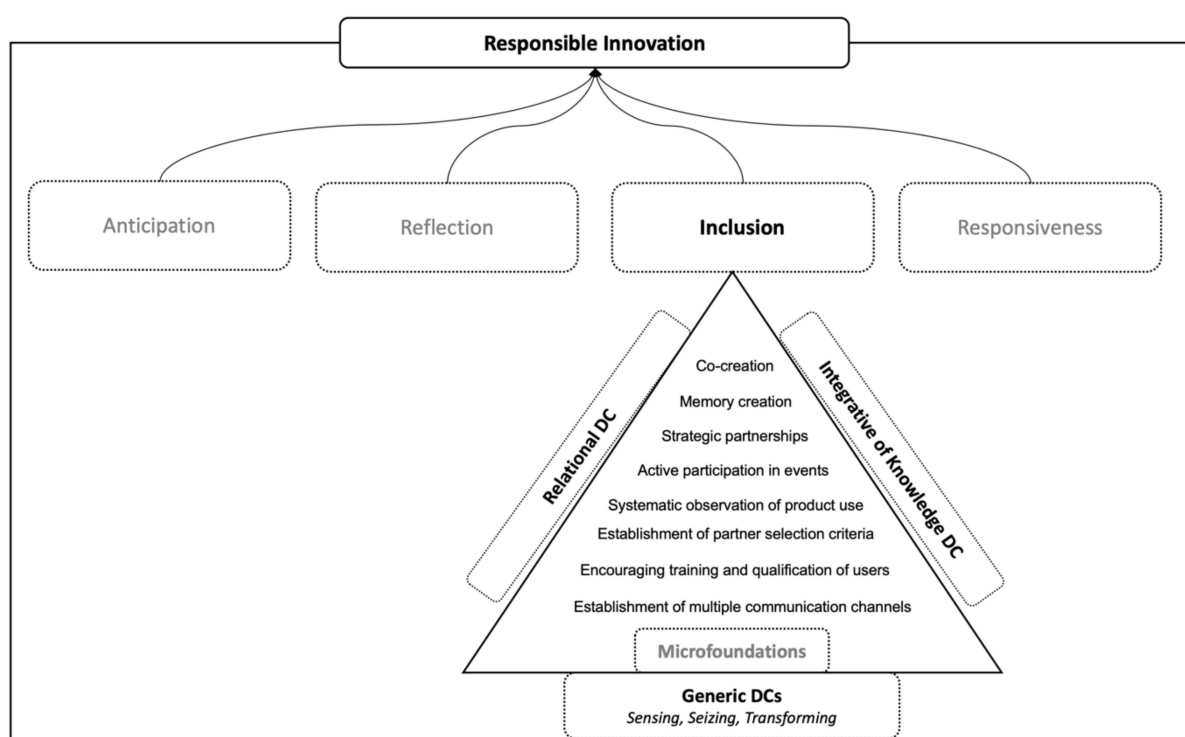 Responsible Innovation
Anticipation
Reflection
Inclusion
Responsiveness
Relational DC
Integrative of Knowledge DC
Co-creation
Memory creation
Strategic partnerships
Active participation in events
Systematic observation of product use
Establishment of partner selection criteria
Encouraging training and qualification of users
Establishment of multiple communication channels
Microfoundations
Generic DCs
Sensing, Seizing, Transforming